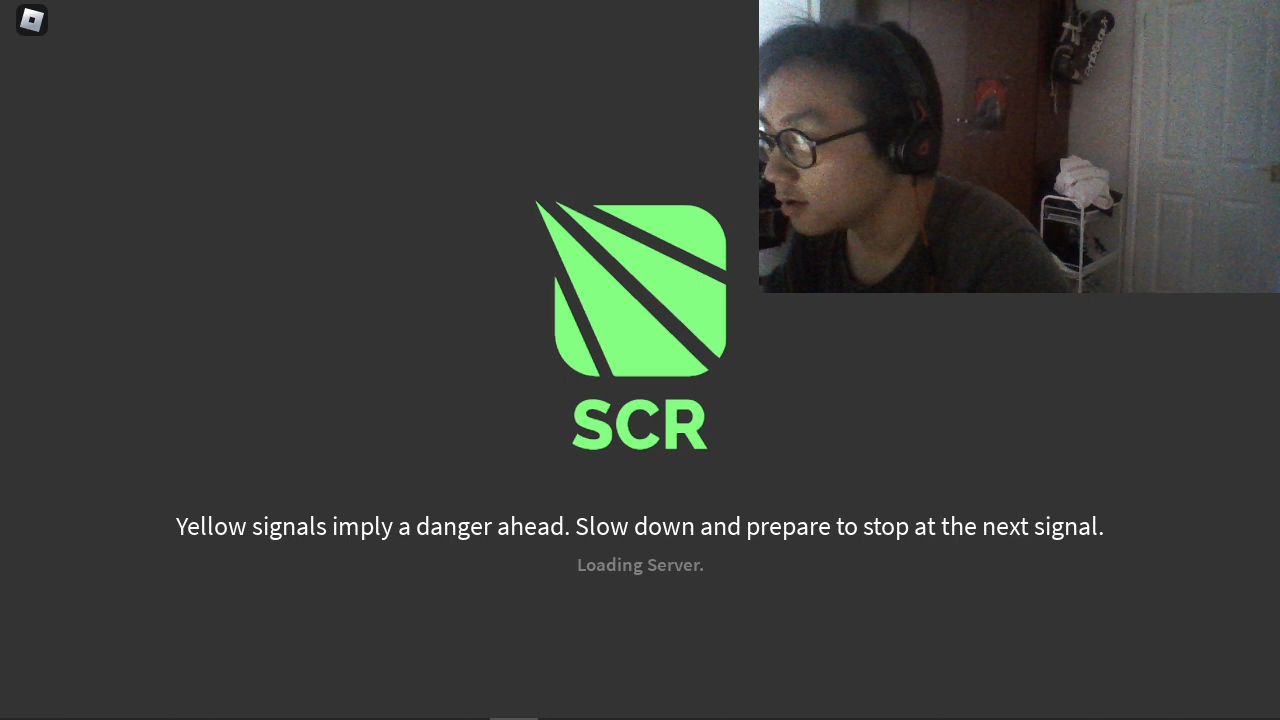 SCR
Yellow signals imply a danger ahead. Slow down and prepare to stop at the next signal.
Loading Server.